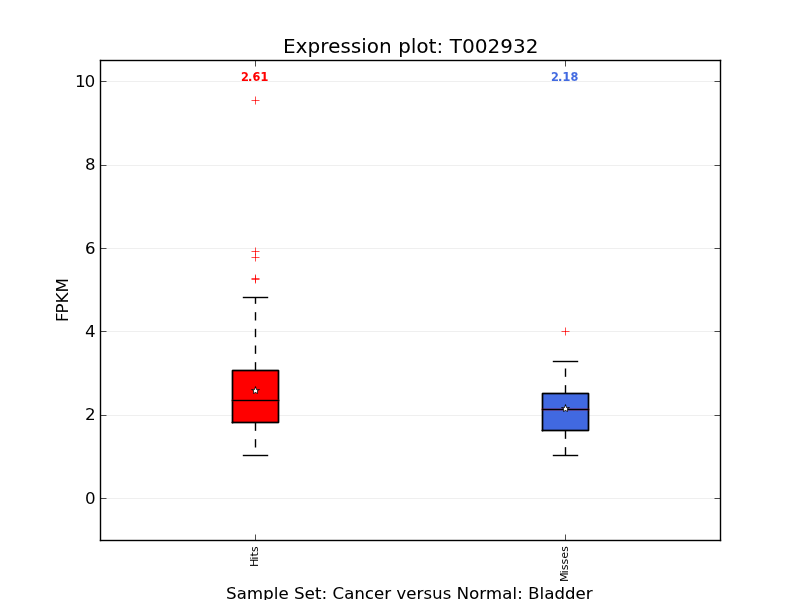 Expression plot: T002932
10
2.61
2.18
8
6
FPKM
4
2
0
Hits
Misses
Sample Set: Cancer versus Normal: Bladder